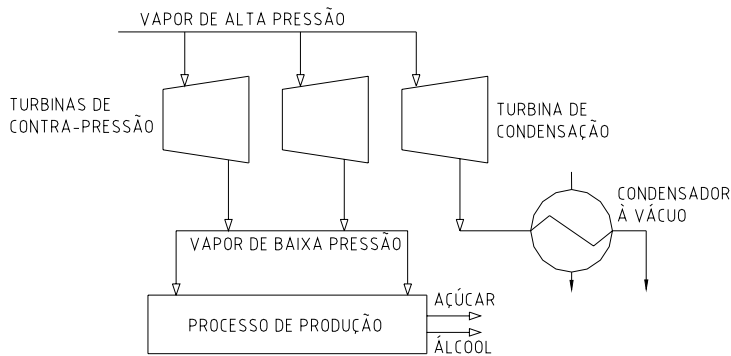 VAPOR DE ALTA PRESSÃO
TURBINAS DE
CONTRA-PRESSÃO
TURBINA DE
CONDENSAÇÃO
CONDENSADOR
À VÁCUO
VAPOR DE BAIXA PRESSÃO
PROCESSO DE PRODUÇÃO
AÇÚCAR
ÁLCOOL